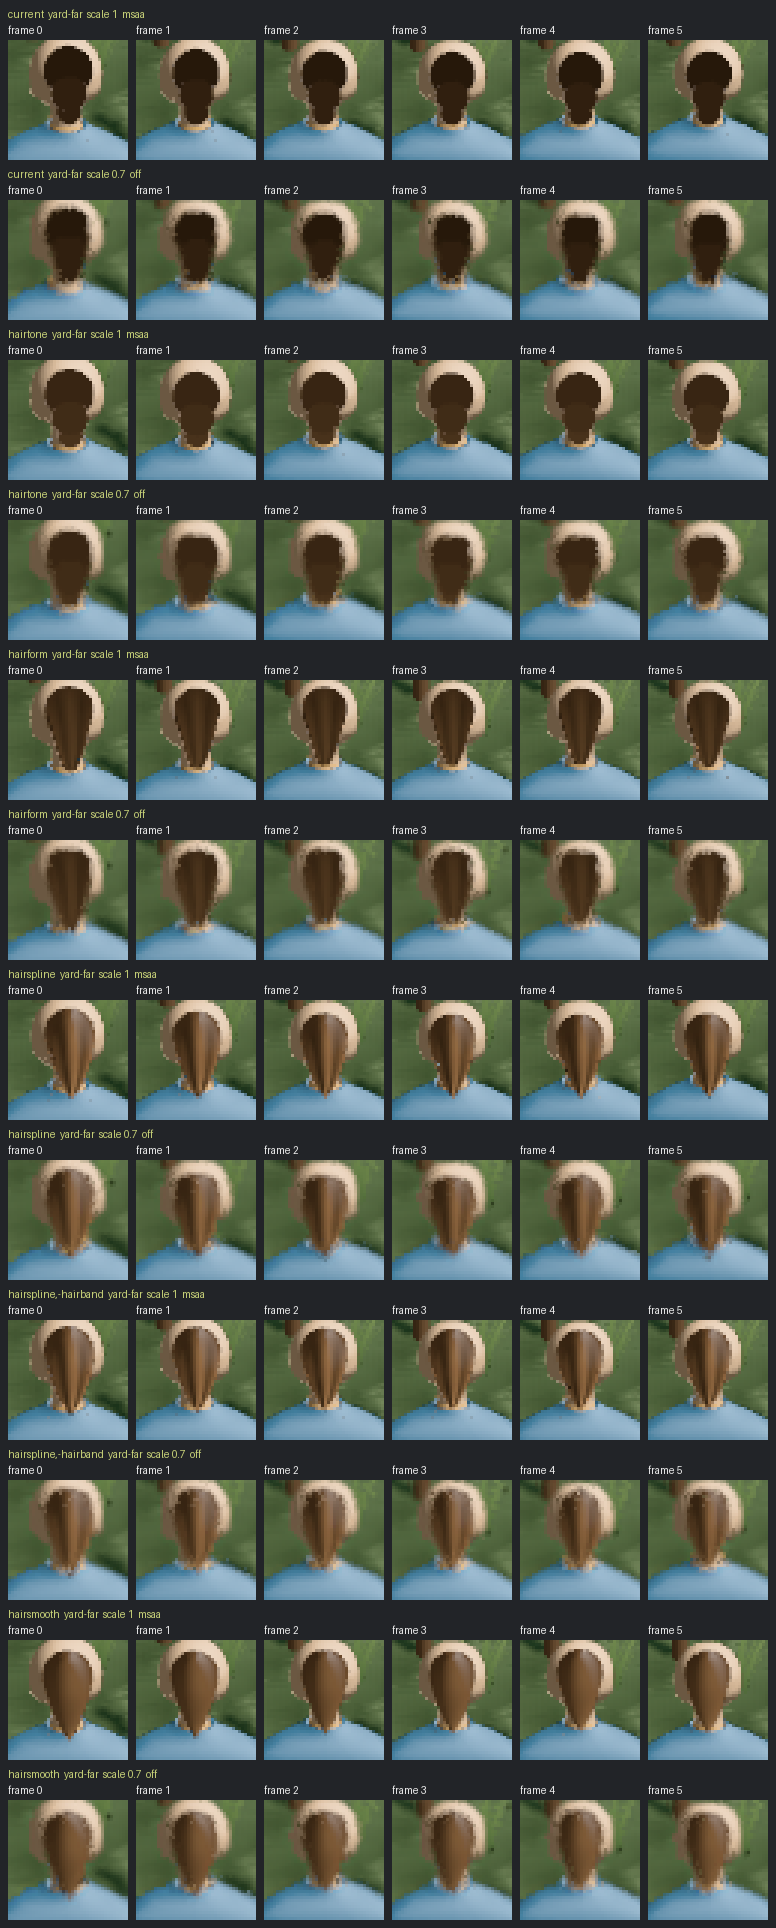 current yard-far scale 1 msaa
frame 0 frame 1 frame 2 frame 3 frame 4 frame 5
current yard-far scale 0.7 off
frame 0 frame 1 frame 2 frame 3 frame 4 frame 5
hairtone yard-far scale 1 msaa
frame 0 frame 1 frame 2 frame 3 frame 4 frame 5
hairtone yard-far scale 0.7 off
frame 0 frame 1 frame 2 frame 3 frame 4 frame 5
hairform yard-far scale 1 msaa
frame 0 frame 1 frame 2 frame 3 frame 4 frame 5
hairform yard-far scale 0.7 off
frame 0 frame 1 frame 2 frame 3 frame 4 frame 5
hairspline yard-far scale 1 msaa
frame 0 frame 1 frame 2 frame 3 frame 4 frame 5
hairspline yard-far scale 0.7 off
frame 0 frame 1 frame 2 frame 3 frame 4 frame 5
hairspline,-hairband yard-far scale 1 msaa
frame 0 frame 1 frame 2 frame 3 frame 4 frame 5
hairspline,-hairband yard-far scale 0.7 off
frame 0 frame 1 frame 2 frame 3 frame 4 frame 5
hairsmooth yard-far scale 1 msaa
frame 0 frame 1 frame 2 frame 3 frame 4 frame 5
hairsmooth yard-far scale 0.7 off
frame 0 frame 1 frame 2 frame 3 frame 4 frame 5